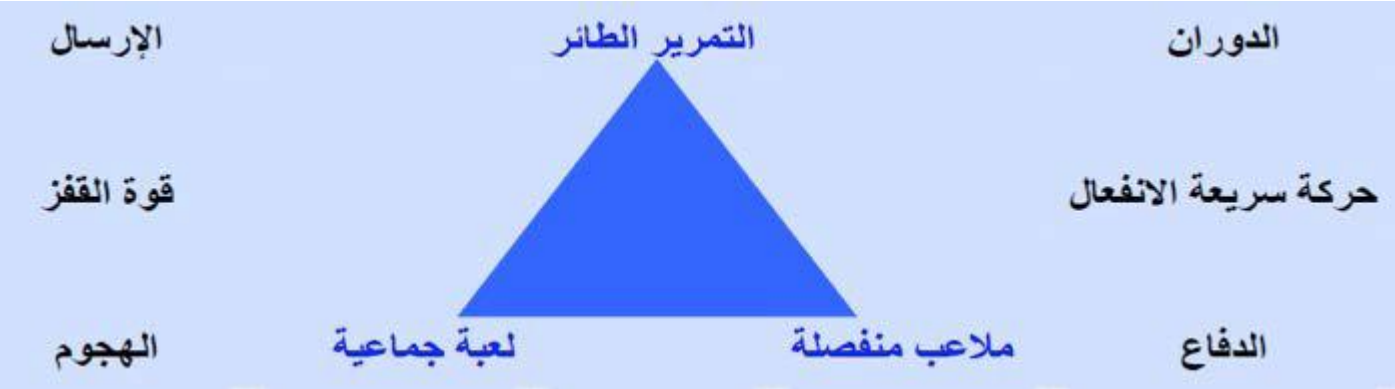 الدوران
التمرير الطائر
الإرسال
حركة سريعة الانفعال
قوة القفز
الدفاع
ملاعب منفصلة
لعبة جماعية
الهجوم